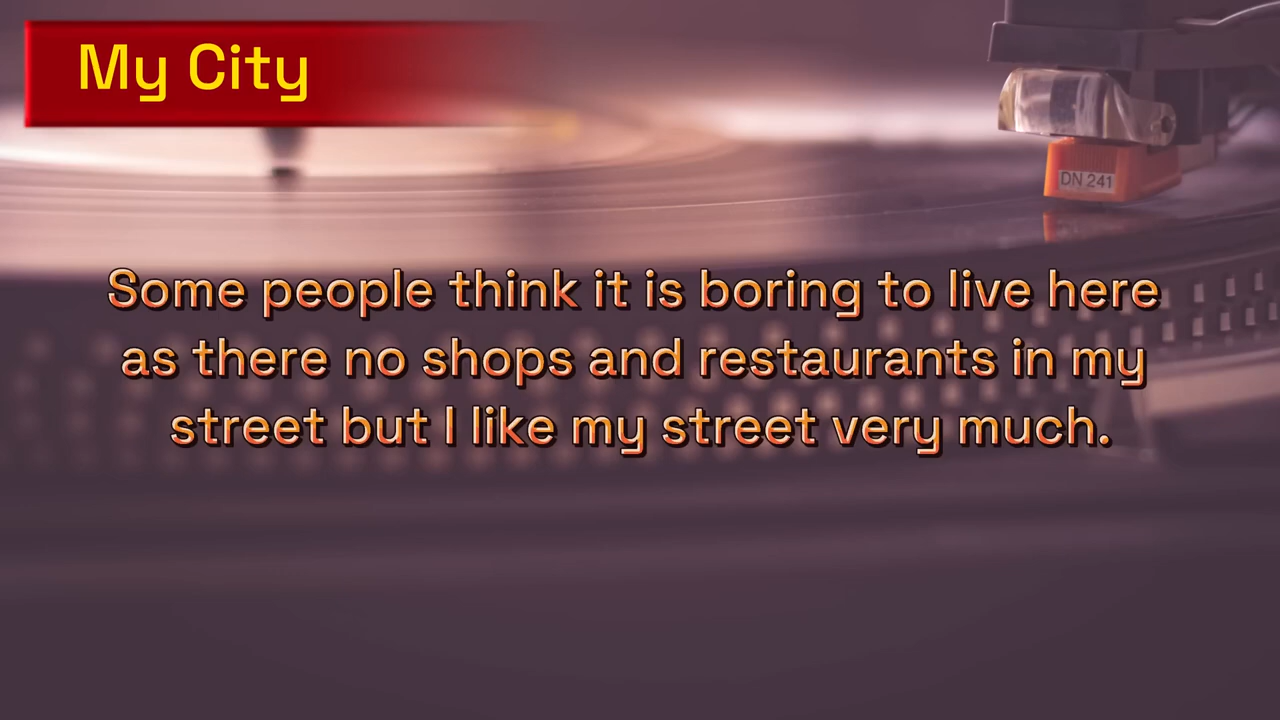 My City
DN 241
Some people think it is boring to live here
as there no shops and restaurants in my
street but I like my street very much.